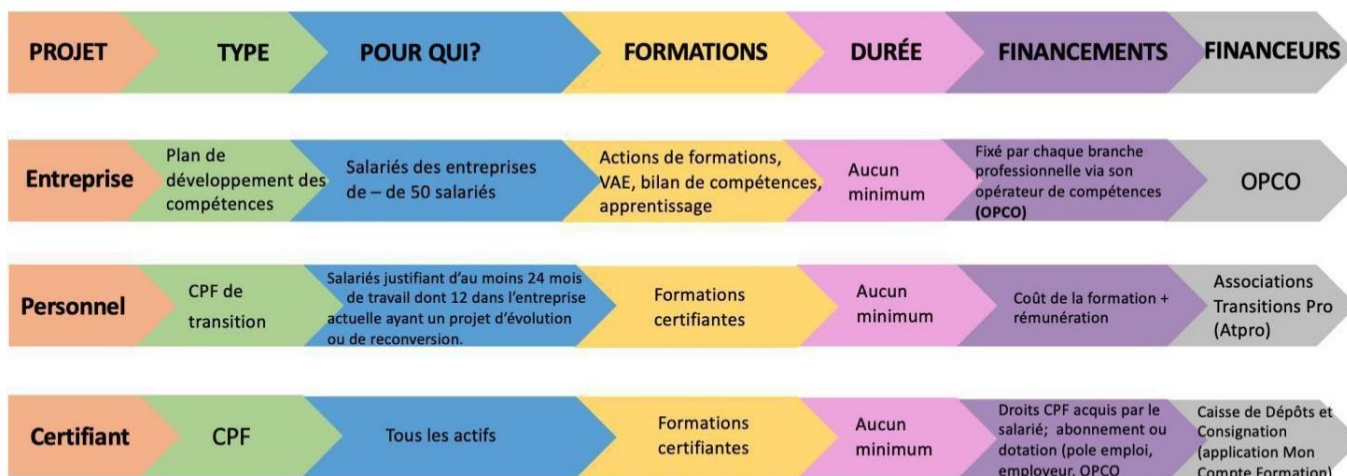 PROJET
TYPE
POUR QUI?
FORMATIONS
DURÉE
FINANCEMENTS
FINANCEURS
Entreprise
Plan de
développement des
compétences
Salariés des entreprises
de – de 50 salariés
Actions de formations,
VAE, bilan de compétences,
apprentissage
Aucun
minimum
Fixé par chaque branche
professionnelle via son
opérateur de compétences
(OPCO)
OPCO
Personnel
CPF de
transition
Salariés justifiant d'au moins 24 mois
de travail dont 12 dans l'entreprise
actuelle ayant un projet d'évolution
ou de reconversion.
Formations
certifiantes
Aucun
minimum
Coût de la formation +
rémunération
Associations
Transitions Pro
(Atpro)
Certifiant
CPF
Tous les actifs
Formations
certifiantes
Aucun
minimum
Droits CPF acquis par le
salarié; abonnement ou
dotation (pole emploi,
employeur, OPCO
Caisse de Dépôts et
Consignation
(application Mon
Compte Formation)